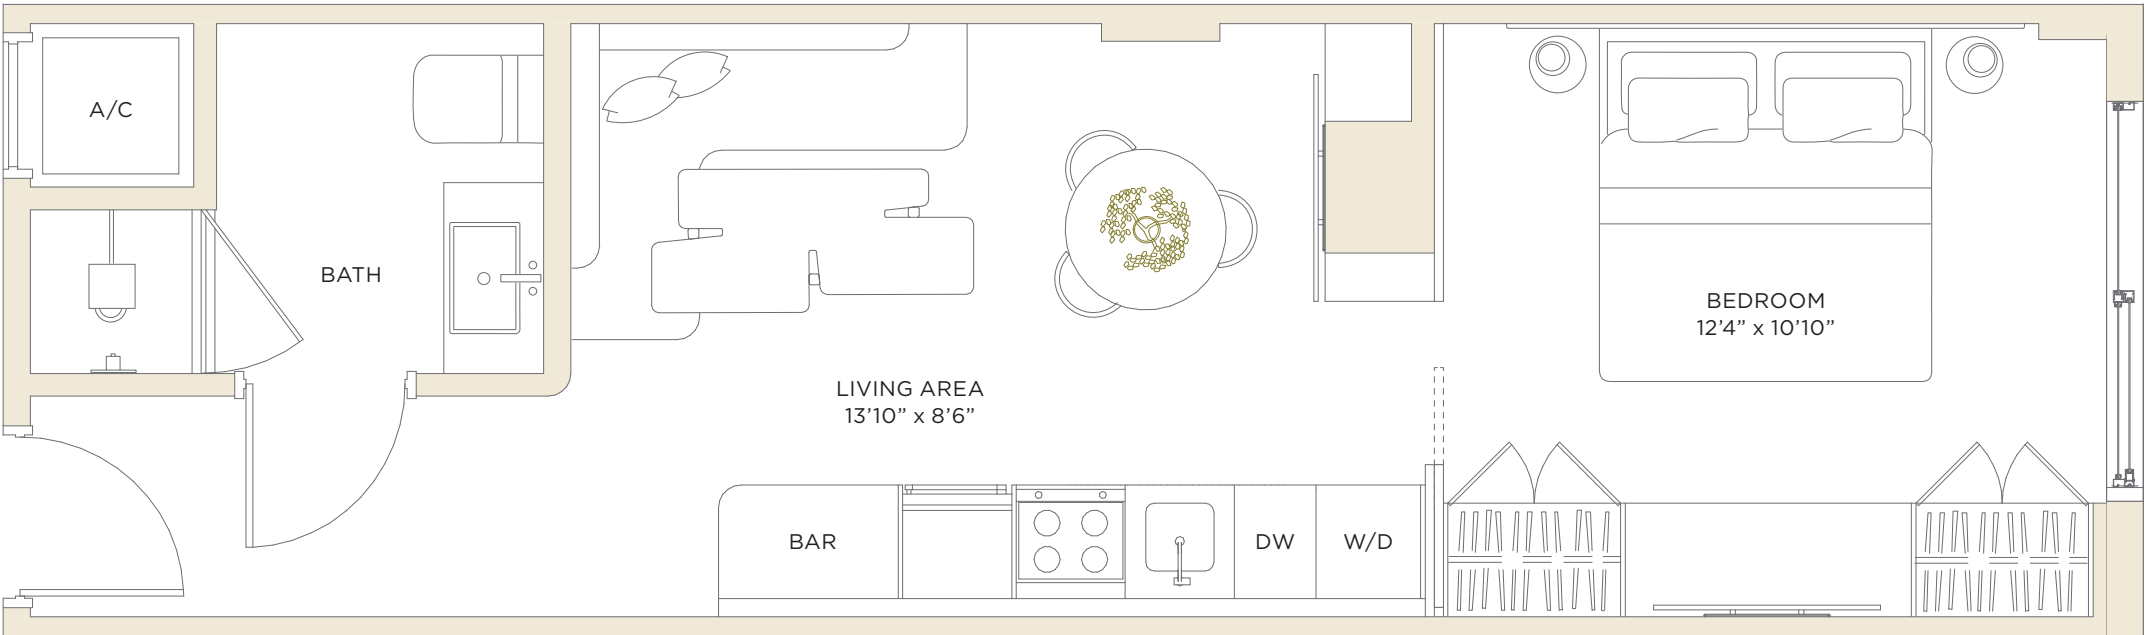 A/C
BATH
LIVING AREA
13’10” x 8’6”
BAR
DW
W/D
BEDROOM
12’4” x 10’10”